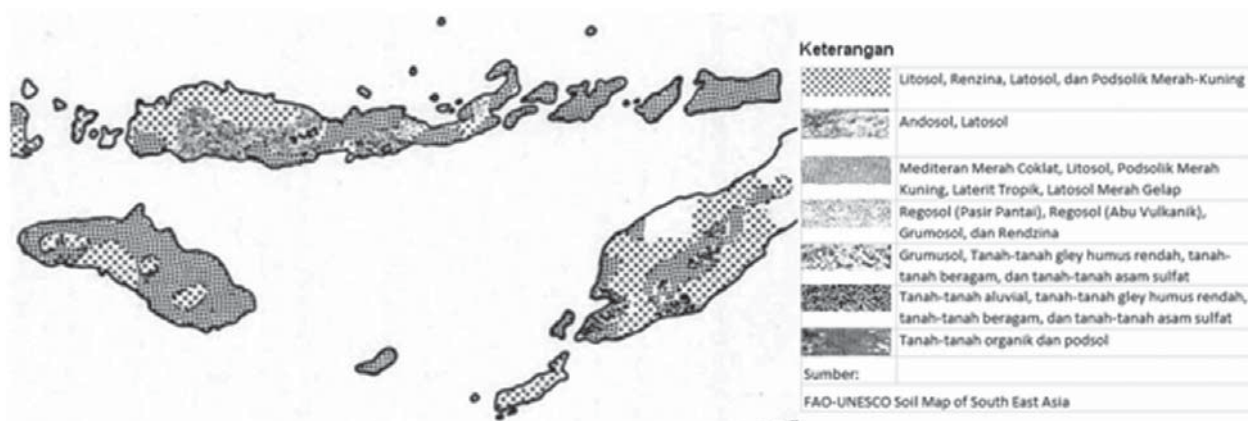 Keterangan
Litosol, Renzina, Latosol, dan Podsolik Merah-Kuning
Andosol, Latosol
Mediteran Merah Coklat, Litosol, Podsolik Merah
Kuning, Laterit Tropik, Latosol Merah Gelap
Regosol (Pasir Pantai), Regosol (Abu Vulkanik),
Grumosol, dan Rendzina
Grumusol, Tanah-tanah gley humus rendah, tanah-
tanah beragam, dan tanah-tanah asam sulfat
Tanah-tanah aluvial, tanah-tanah gley humus rendah,
tanah-tanah beragam, dan tanah-tanah asam sulfat
Tanah-tanah organik dan podsol
Sumber:
FAO-UNESCO Soil Map of South East Asia